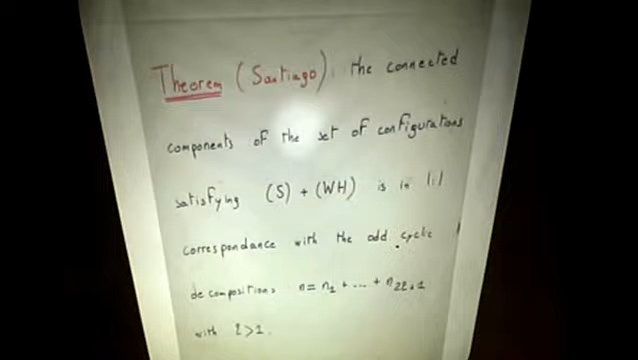 Theorem (Santiago): the connected
components of the set of configurations
satisfying (S) + (WH) is in 1:1
correspondance with the odd cyclic
decompositions n = n1 + ... + n2l+1
with l > 1.